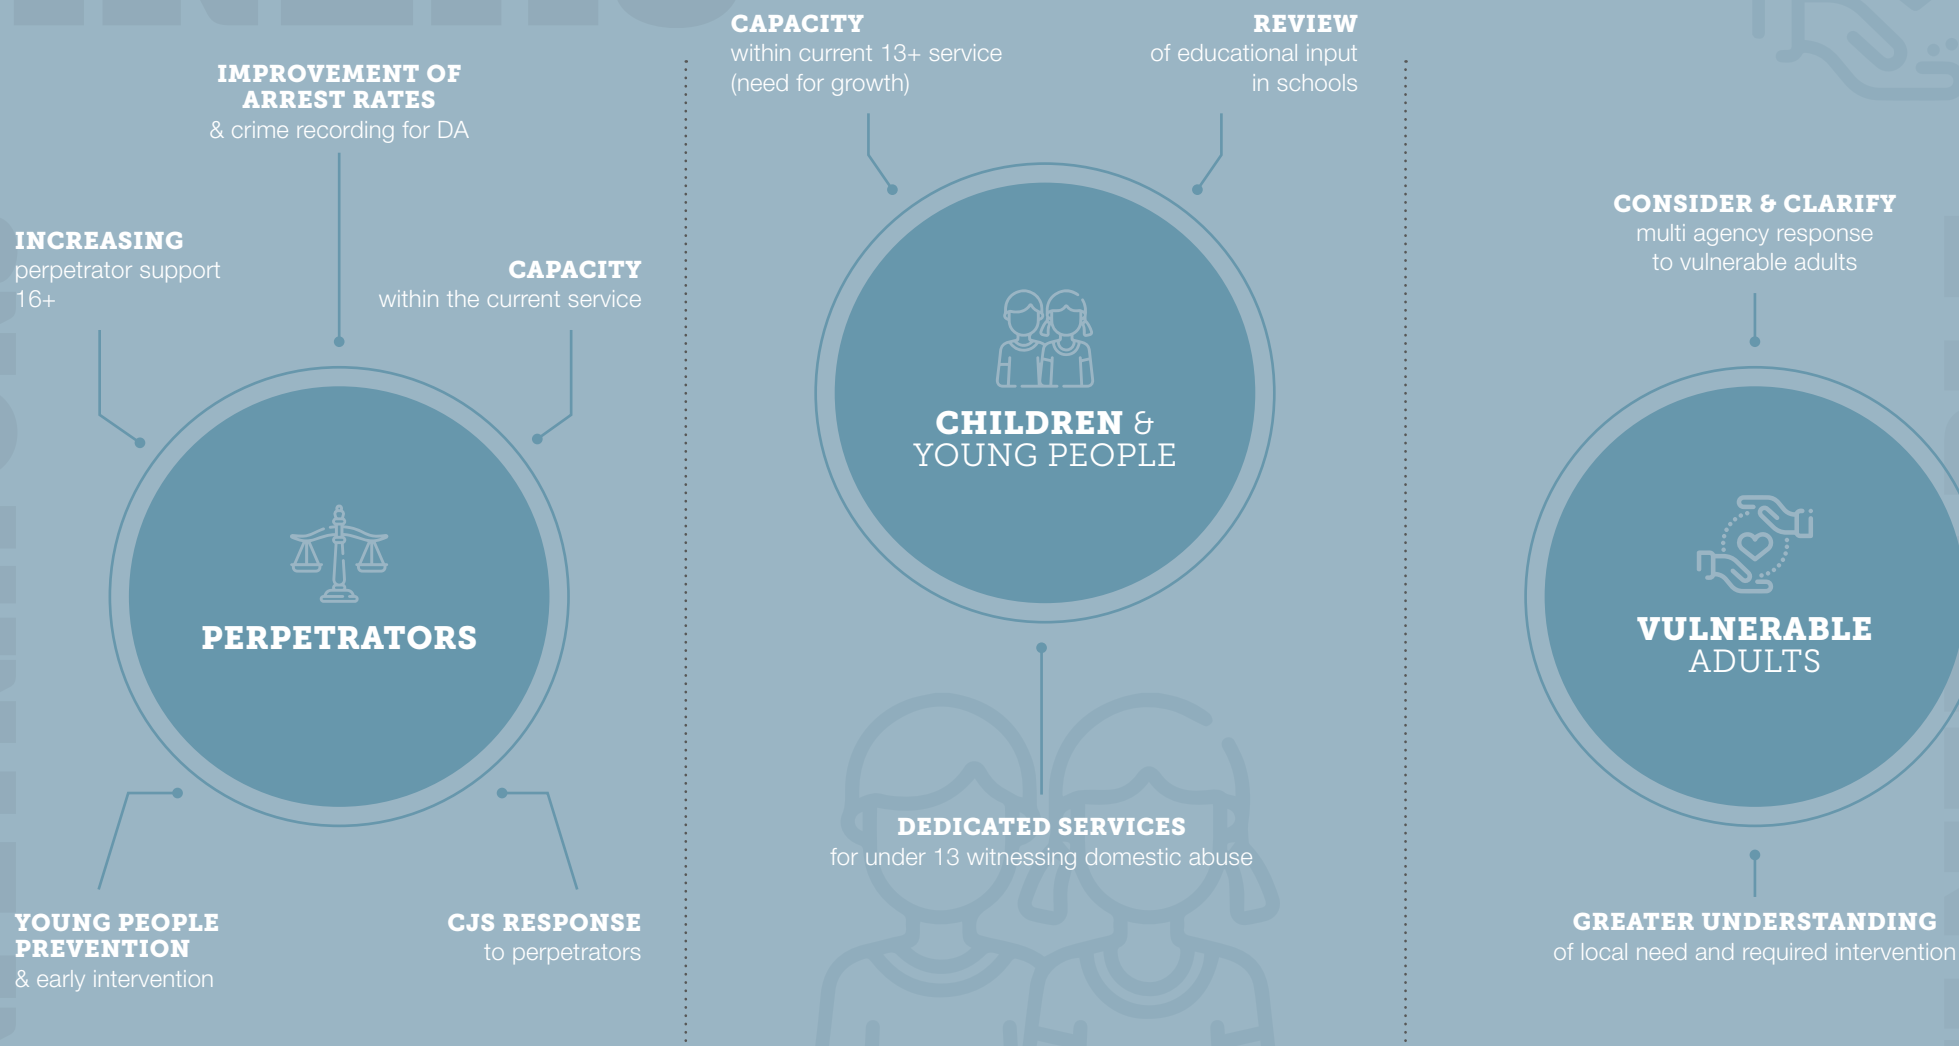 IMPROVEMENT OF
ARREST RATES
& crime recording for DA
INCREASING
perpetrator support
16+
CAPACITY
within the current service
PERPETRATORS
YOUNG PEOPLE
PREVENTION
& early intervention
CJS RESPONSE
to perpetrators
CAPACITY
within current 13+ service
(need for growth)
REVIEW
of educational input
in schools
CHILDREN &
YOUNG PEOPLE
DEDICATED SERVICES
for under 13 witnessing domestic abuse
CONSIDER & CLARIFY
multi agency response
to vulnerable adults
VULNERABLE
ADULTS
GREATER UNDERSTANDING
of local need and required intervention